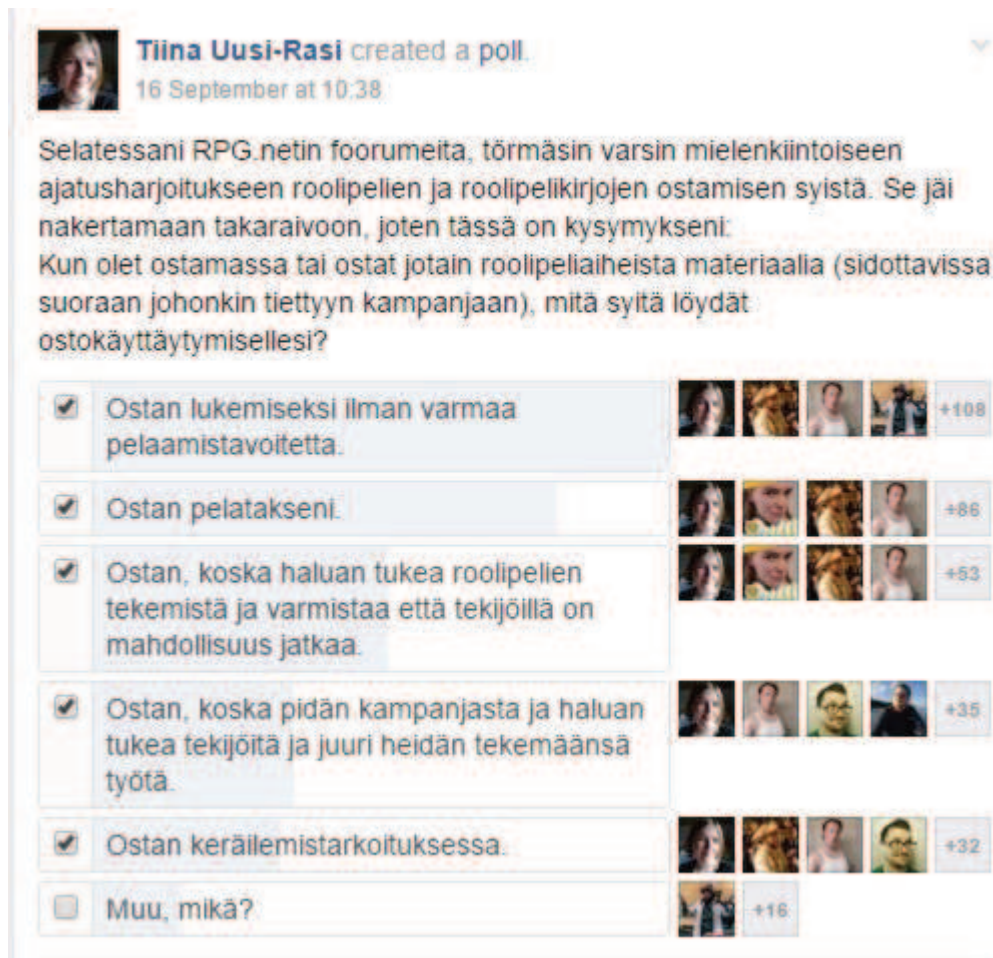 Tiina Uusi-Rasi created a poll.
16 September at 10:38
Selatessani RPG.netin foorumeita, törmäsin varsin mielenkiintoiseen
ajatusharjoitukseen roolipelien ja roolipelikirjojen ostamisen syistä. Se jäi
nakertamaan takaraivoon, joten tässä on kysymykseni:
Kun olet ostamassa tai ostat jotain roolipeliaiheista materiaalia (sidottavissa
suoraan johonkin tiettyyn kampanjaan), mitä syitä löydät
ostokäyttäytymisellesi?
Ostan lukemiseksi ilman varmaa
pelaamistavoitetta.
+108
Ostan pelatakseni.
+86
Ostan, koska haluan tukea roolipelien
tekemistä ja varmistaa että tekijöillä on
mahdollisuus jatkaa.
+53
Ostan, koska pidän kampanjasta ja haluan
tukea tekijöitä ja juuri heidän tekemäänsä
työtä.
+35
Ostan keräilemistarkoituksessa.
+32
Muu, mikä?
+16